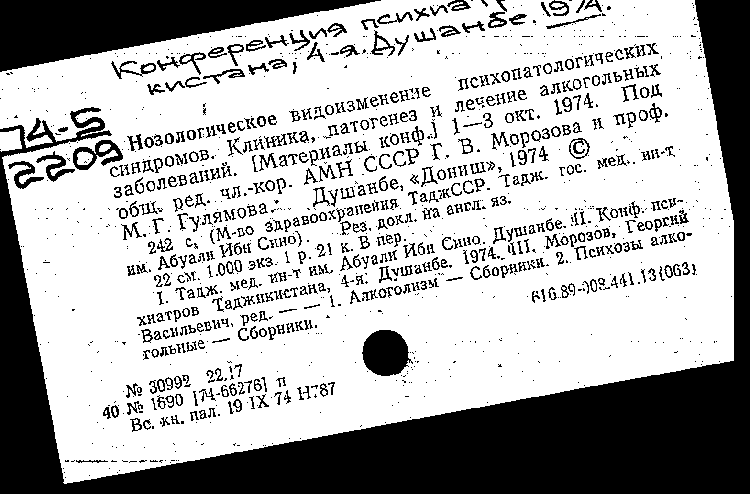 Конференция психиатр
кистана, 4-я. Душанбе. 1974.
74-5
2209
Нозологическое видоизменение психопатологических
синдромов. Клиника, патогенез и лечение алкогольных
заболеваний. [Материалы конф.] 1—3 окт. 1974. Под
общ. ред. чл.-кор. АМН СССР Г. В. Морозова и проф.
М. Г. Гулямова. Душанбе, «Дониш», 1974 ©
242 с. (М-во здравоохранения ТаджССР. Тадж. гос. мед. ин-т
им. Абуали Ибн Сино). Рез. докл. на англ. яз.
22 см. 1.000 экз. 1 р. 21 к. В пер.
I. Тадж. мед. ин-т им. Абуали Ибн Сино. Душанбе. II. Конф. пси-
хиатров Таджикистана, 4-я. Душанбе. 1974. III. Морозов, Георгий
Васильевич, ред. — — 1. Алкоголизм — Сборники. 2. Психозы алко-
гольные — Сборники.
616.89-008.441.13(063)
№ 30992 22.17
40 № 1690 [74-66276] п
Вс. кн. пал. 19 IX 74 Н787